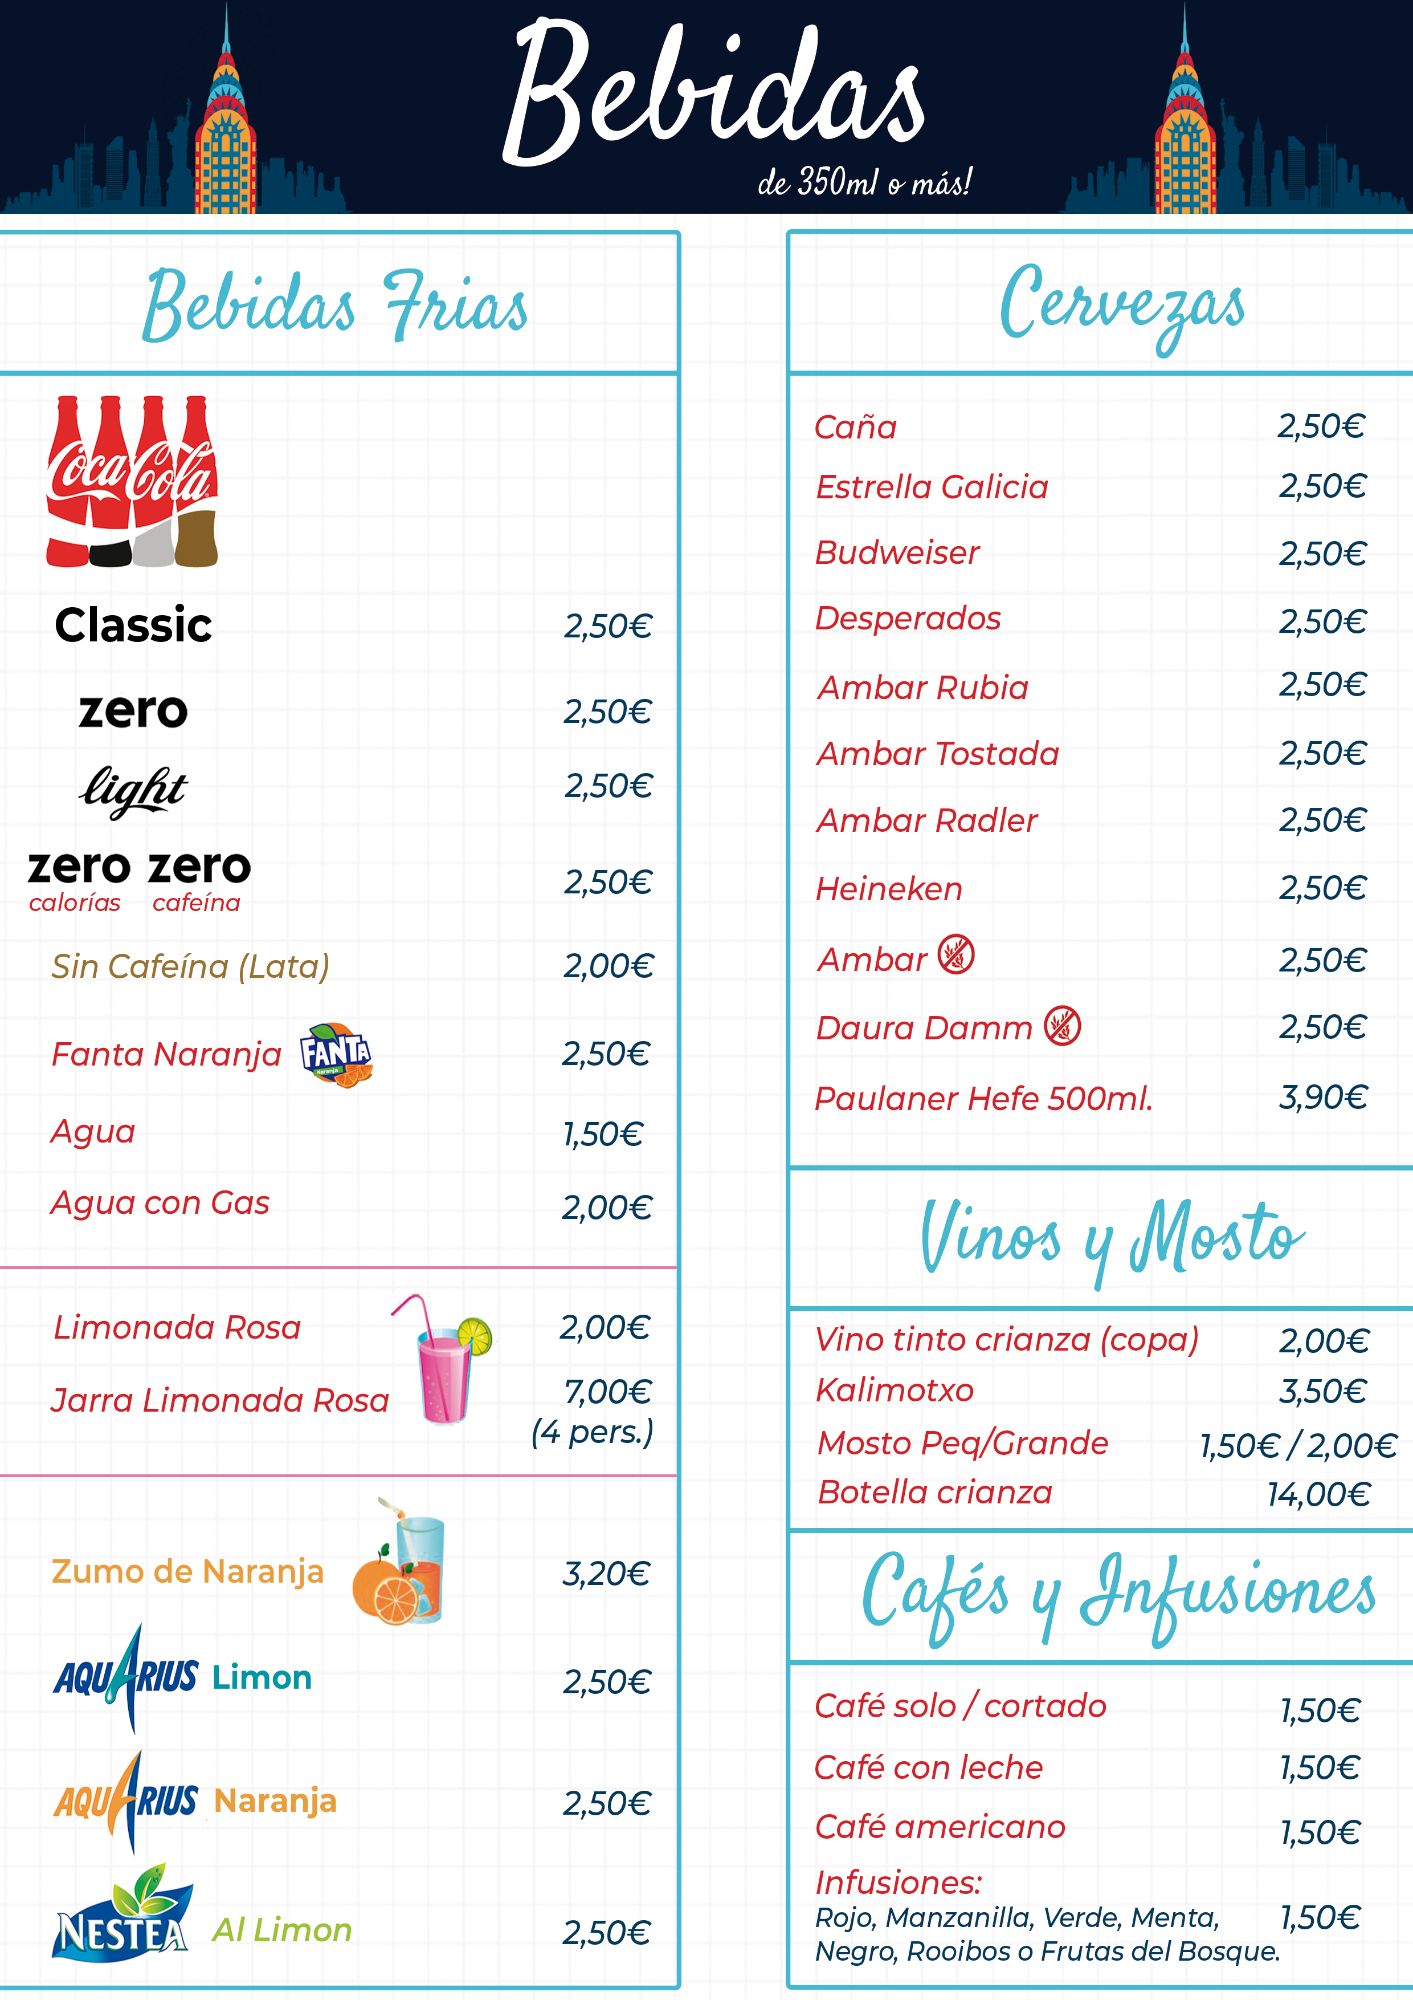 Bebidas
de 350ml o más!
Bebidas Frias
Coca Cola
Classic 2,50€
zero 2,50€
light 2,50€
zero zero 2,50€
calorías cafeína
Sin Cafeína (Lata) 2,00€
Fanta Naranja FANTA Naranja 2,50€
Agua 1,50€
Agua con Gas 2,00€
Limonada Rosa 2,00€
Jarra Limonada Rosa 7,00€
(4 pers.)
Zumo de Naranja 3,20€
AQUARIUS Limon 2,50€
AQUARIUS Naranja 2,50€
NESTEA Al Limon 2,50€
Cervezas
Caña 2,50€
Estrella Galicia 2,50€
Budweiser 2,50€
Desperados 2,50€
Ambar Rubia 2,50€
Ambar Tostada 2,50€
Ambar Radler 2,50€
Heineken 2,50€
Ambar 2,50€
Daura Damm 2,50€
Paulaner Hefe 500ml. 3,90€
Vinos y Mosto
Vino tinto crianza (copa) 2,00€
Kalimotxo 3,50€
Mosto Peq/Grande 1,50€ / 2,00€
Botella crianza 14,00€
Cafés y Infusiones
Café solo / cortado 1,50€
Café con leche 1,50€
Café americano 1,50€
Infusiones:
Rojo, Manzanilla, Verde, Menta, 1,50€
Negro, Rooibos o Frutas del Bosque.